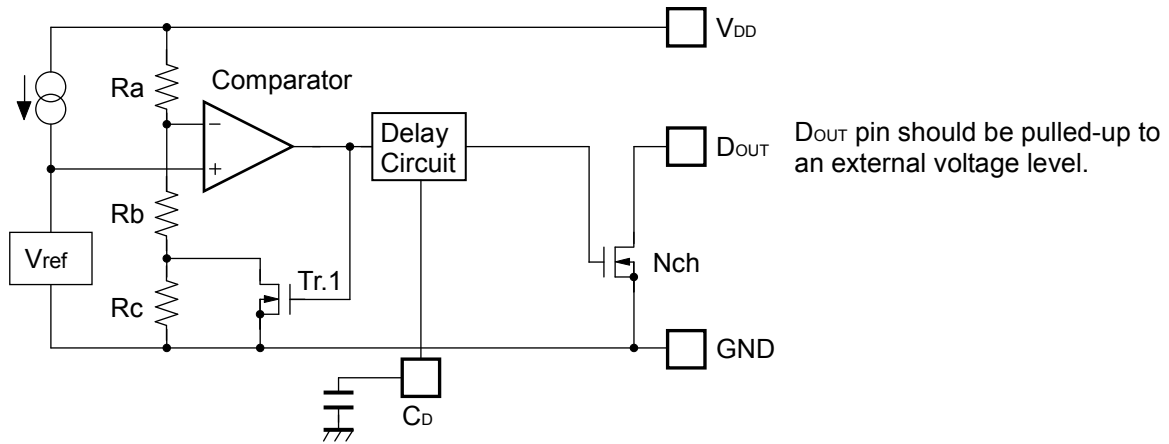 VDD
Ra
Comparator
−
+
Delay
Circuit
DOUT
DOUT pin should be pulled-up to
an external voltage level.
Rb
Vref
Nch
Tr.1
Rc
GND
CD